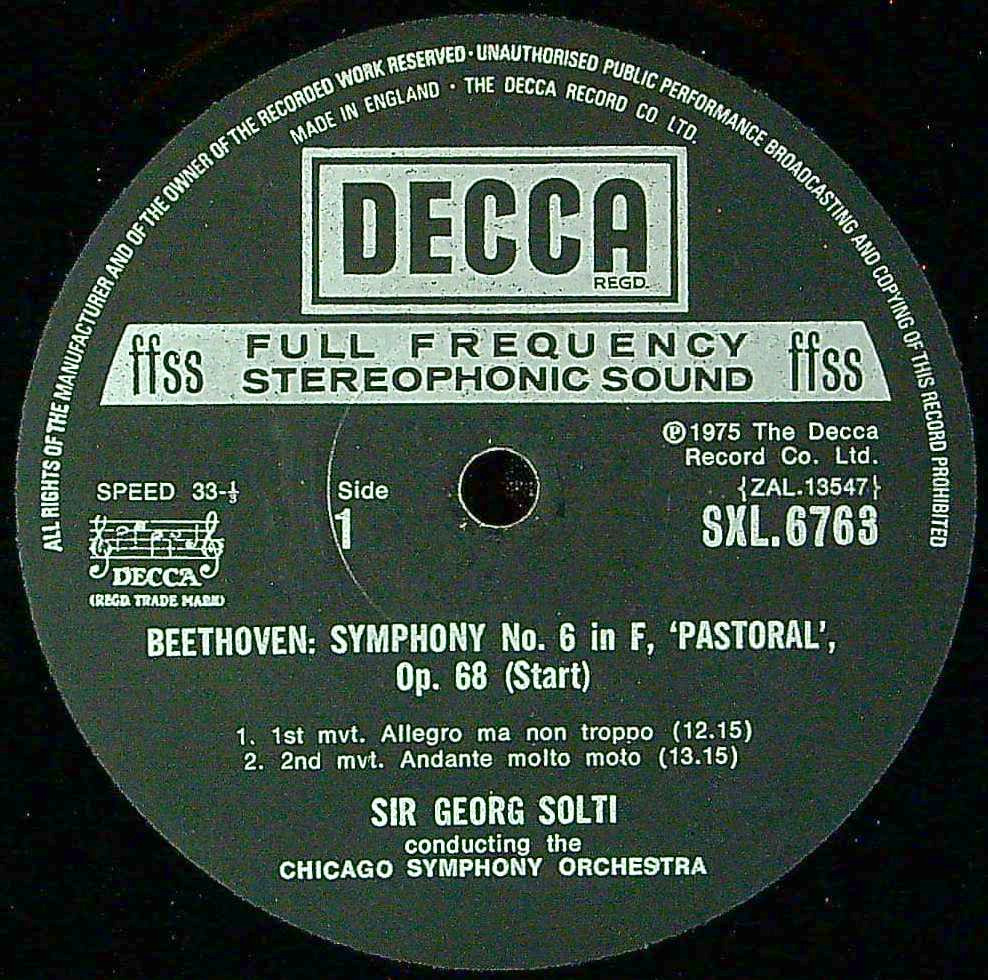 ALL RIGHTS OF THE MANUFACTURER AND OF THE OWNER OF THE RECORDED WORK RESERVED · UNAUTHORISED PUBLIC PERFORMANCE BROADCASTING AND COPYING OF THIS RECORD PROHIBITED
MADE IN ENGLAND · THE DECCA RECORD CO LTD.
DECCA
REGD.
ffss FULL FREQUENCY STEREOPHONIC SOUND ffss
℗1975 The Decca
Record Co. Ltd.
SPEED 33-⅓
Side
1
{ZAL.13547}
SXL.6763
DECCA
(REGD. TRADE MARK)
BEETHOVEN: SYMPHONY No. 6 in F, ‘PASTORAL’,
Op. 68 (Start)
1. 1st mvt. Allegro ma non troppo (12.15)
2. 2nd mvt. Andante molto moto (13.15)
SIR GEORG SOLTI
conducting the
CHICAGO SYMPHONY ORCHESTRA